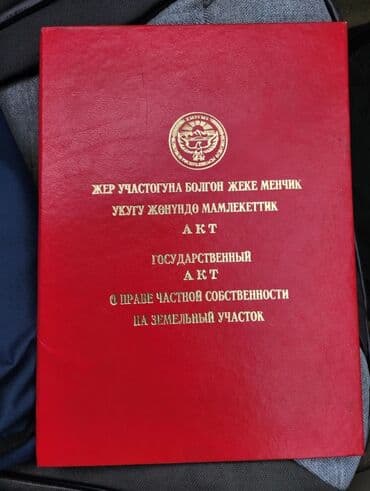 ЖЕР УЧАСТОГУНА БОЛГОН ЖЕКЕ МЕНЧИК
УКУГУ ЖӨНҮНДӨ МАМЛЕКЕТТИК
АКТ
ГОСУДАРСТВЕННЫЙ
АКТ
О ПРАВЕ ЧАСТНОЙ СОБСТВЕННОСТИ
НА ЗЕМЕЛЬНЫЙ УЧАСТОК